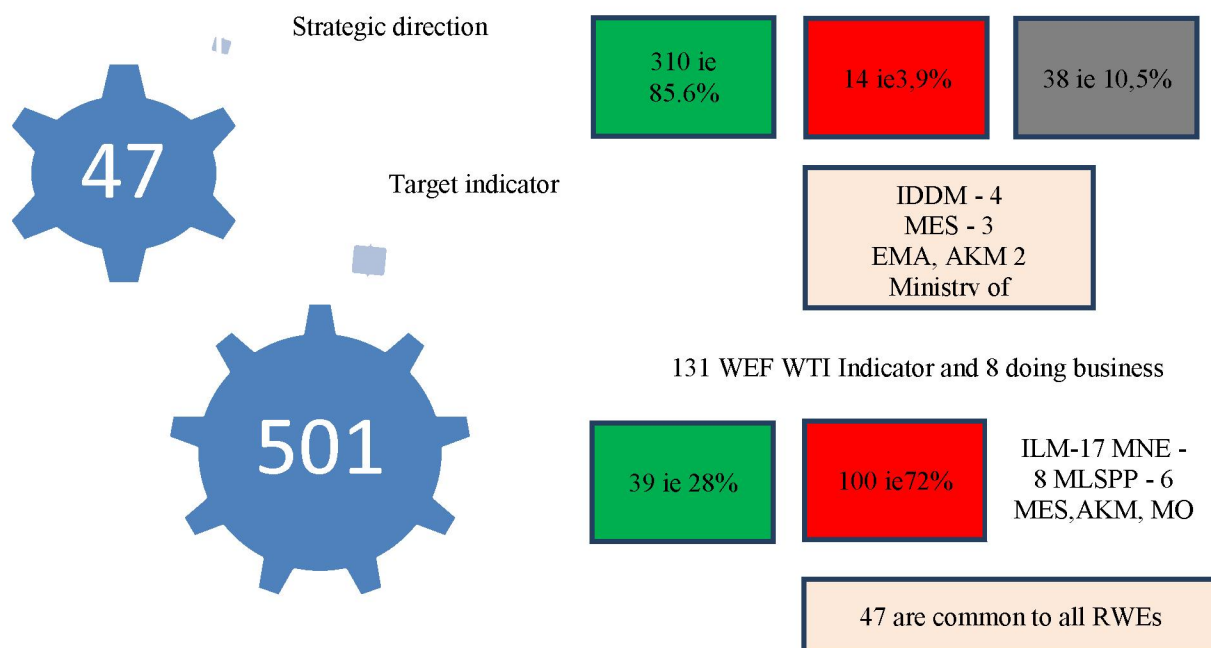 Strategic direction
47
310 ie
85.6%
14 ie3,9%
38 ie 10,5%
Target indicator
IDDM - 4
MES - 3
EMA, AKM 2
Ministry of
501
131 WEF WTI Indicator and 8 doing business
39 ie 28%
100 ie72%
ILM-17 MNE -
8 MLSPP - 6
MES,AKM, MO
47 are common to all RWEs